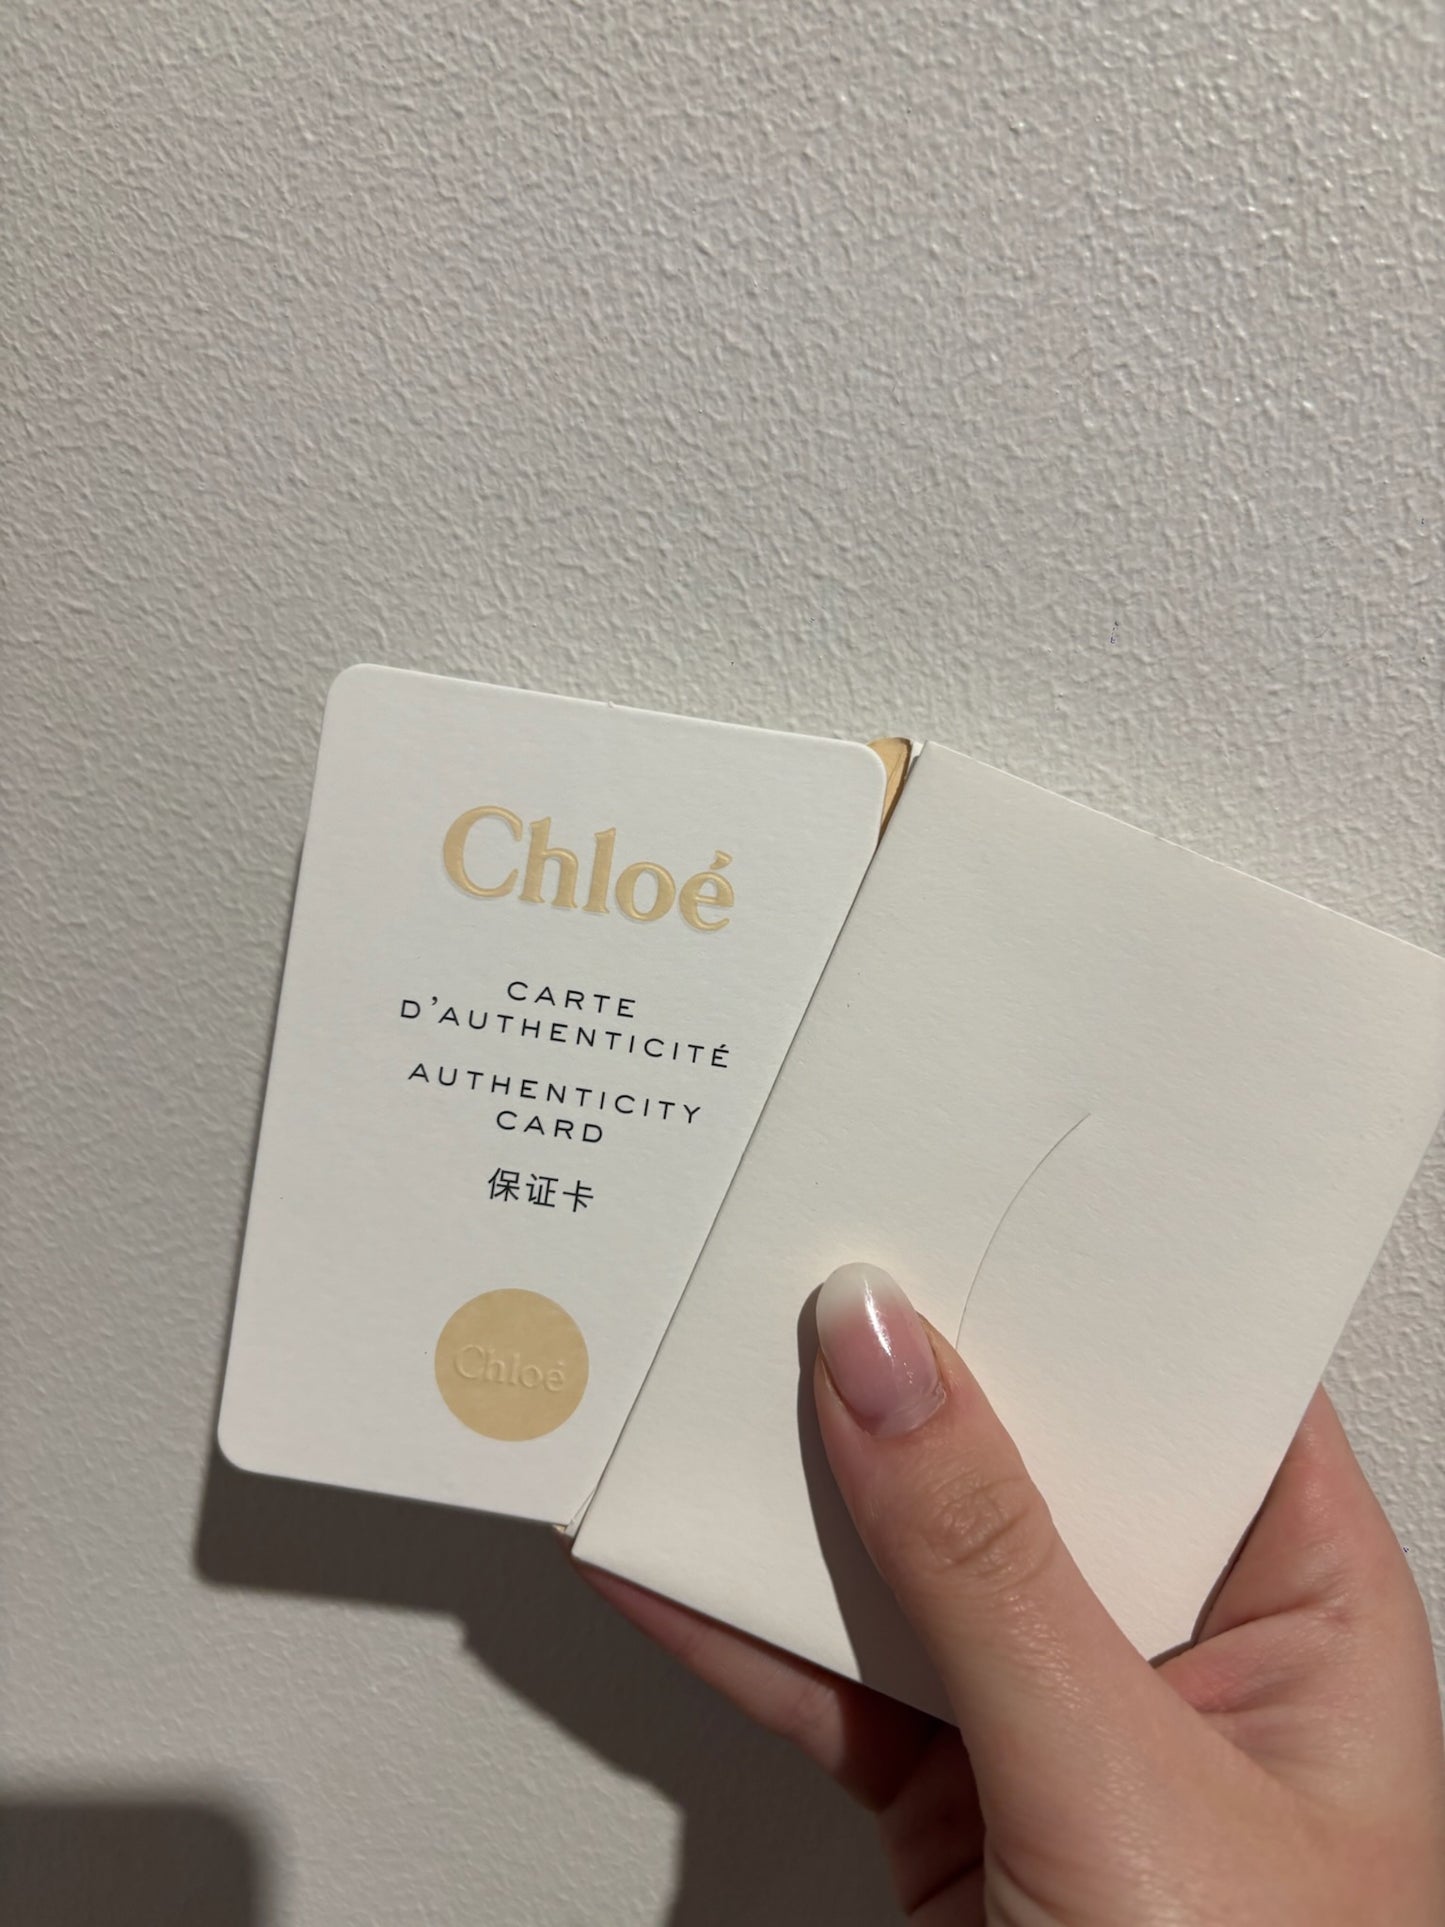 Chloé
CARTE
D'AUTHENTICITÉ
AUTHENTICITY
CARD
保证卡
Chloé